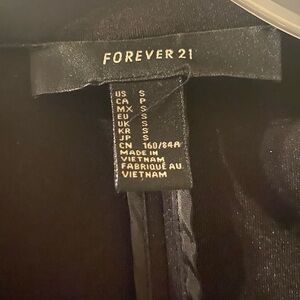 FOREVER 21
US S
CA P
MX S
EU S
UK S
KR S
JP S
CN 160/84A
MADE IN
VIETNAM
FABRIQUÉ AU
VIETNAM